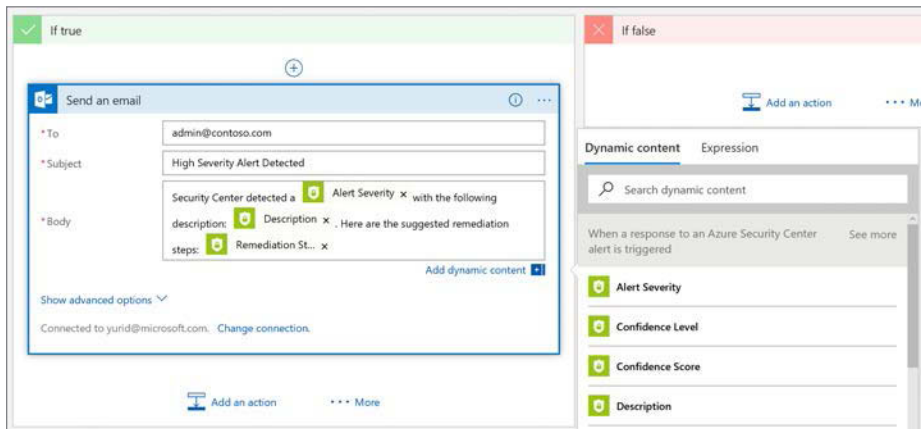 If true
Send an email
*To
admin@contoso.com
*Subject
High Severity Alert Detected
*Body
Security Center detected a Alert Severity × with the following
description: Description × . Here are the suggested remediation
steps: Remediation St... ×
Add dynamic content
Show advanced options
Connected to yurid@microsoft.com. Change connection.
Add an action
••• More
If false
Add an action
••• M
Dynamic content Expression
Search dynamic content
When a response to an Azure Security Center
alert is triggered
See more
Alert Severity
Confidence Level
Confidence Score
Description